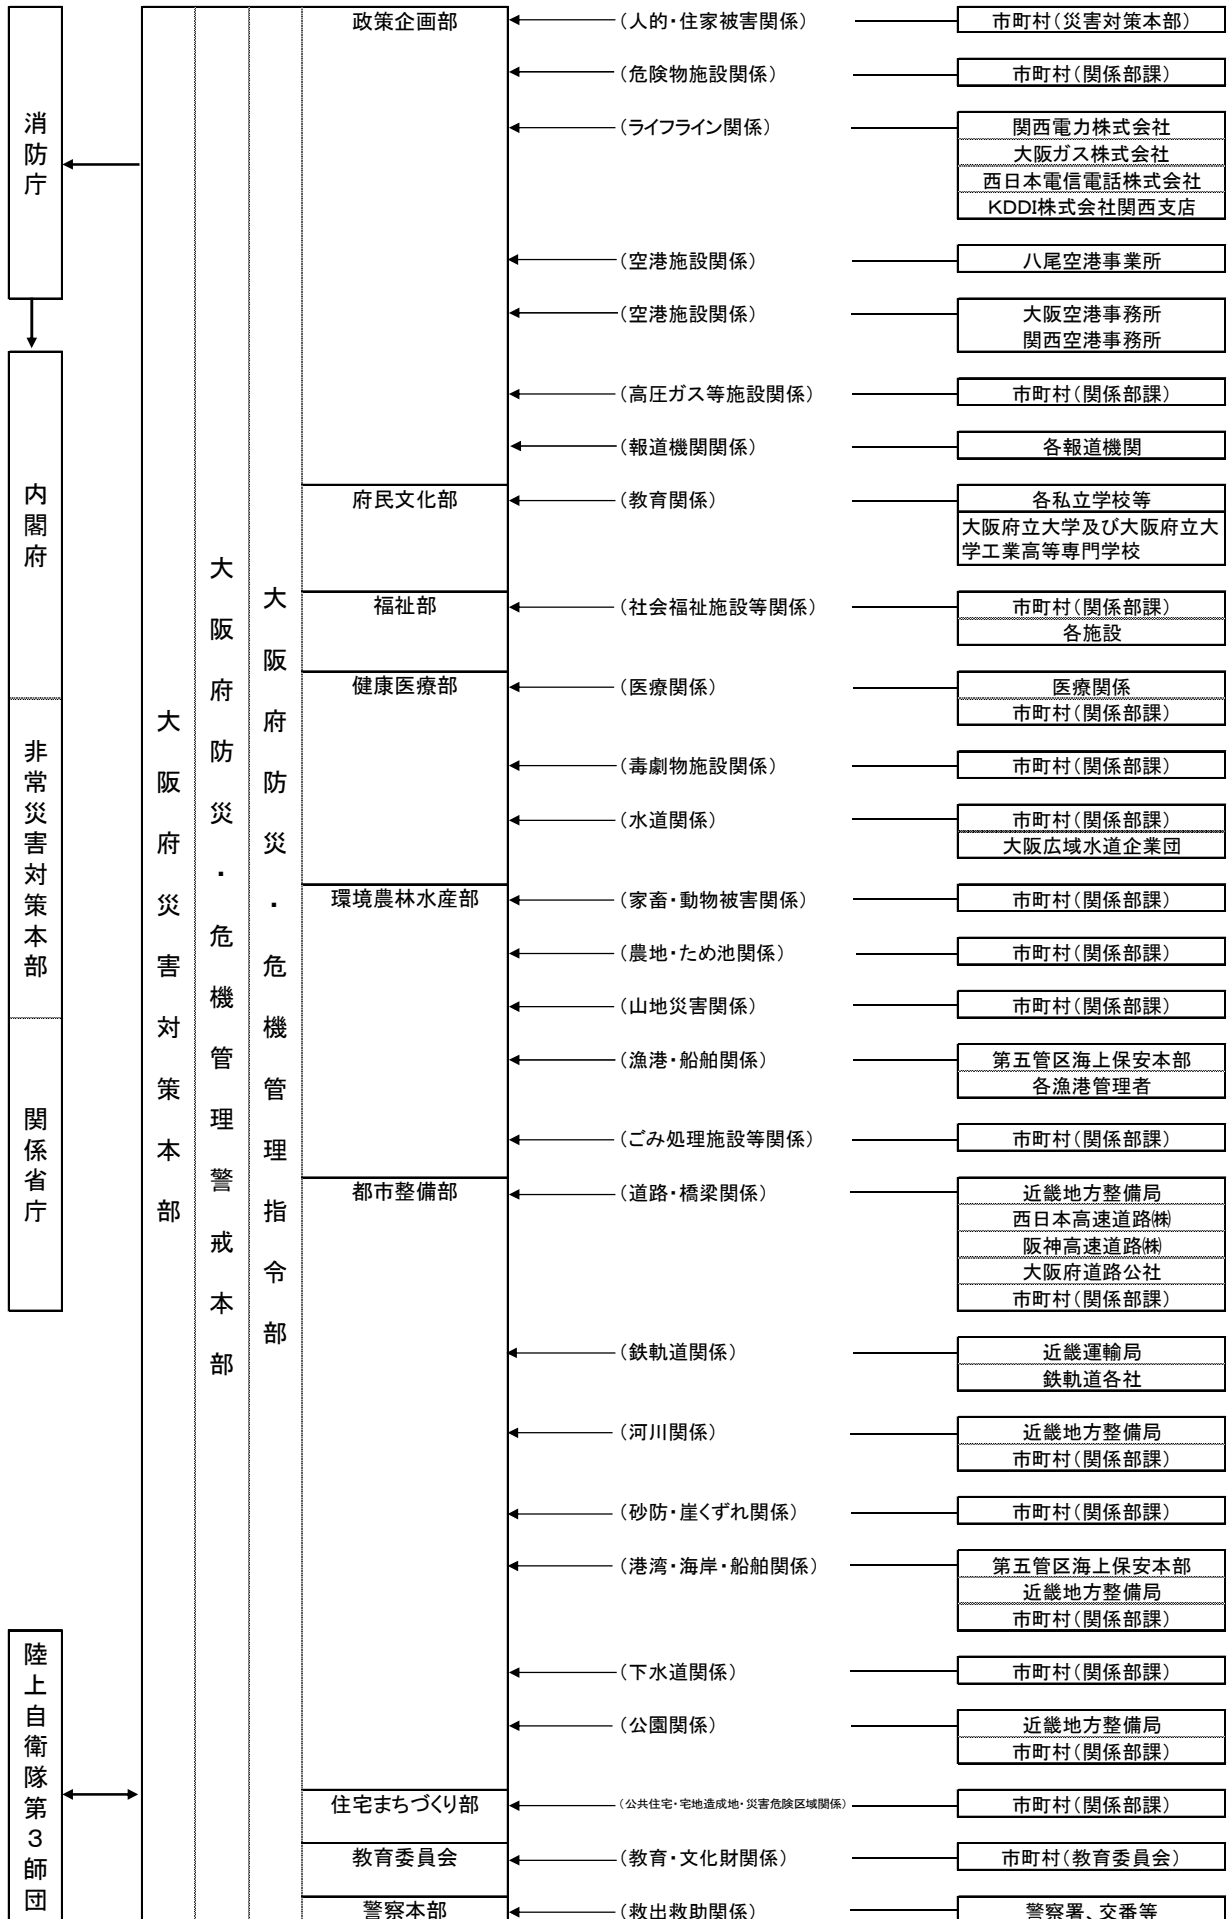 消防庁
内閣府
非常災害対策本部
関係省庁
陸上自衛隊第3師団
大阪府災害対策本部
大阪府防災・危機管理警戒本部
大阪府防災・危機管理指令部
政策企画部
(人的・住家被害関係)
市町村(災害対策本部)
(危険物施設関係)
市町村(関係部課)
(ライフライン関係)
関西電力株式会社
大阪ガス株式会社
西日本電信電話株式会社
KDDI株式会社関西支店
(空港施設関係)
八尾空港事業所
(空港施設関係)
大阪空港事務所
関西空港事務所
(高圧ガス等施設関係)
市町村(関係部課)
(報道機関関係)
各報道機関
府民文化部
(教育関係)
各私立学校等
大阪府立大学及び大阪府立大
学工業高等専門学校
福祉部
(社会福祉施設等関係)
市町村(関係部課)
各施設
健康医療部
(医療関係)
医療関係
市町村(関係部課)
(毒劇物施設関係)
市町村(関係部課)
(水道関係)
市町村(関係部課)
大阪広域水道企業団
環境農林水産部
(家畜・動物被害関係)
市町村(関係部課)
(農地・ため池関係)
市町村(関係部課)
(山地災害関係)
市町村(関係部課)
(漁港・船舶関係)
第五管区海上保安本部
各漁港管理者
(ごみ処理施設等関係)
市町村(関係部課)
都市整備部
(道路・橋梁関係)
近畿地方整備局
西日本高速道路㈱
阪神高速道路㈱
大阪府道路公社
市町村(関係部課)
(鉄軌道関係)
近畿運輸局
鉄軌道各社
(河川関係)
近畿地方整備局
市町村(関係部課)
(砂防・崖くずれ関係)
市町村(関係部課)
(港湾・海岸・船舶関係)
第五管区海上保安本部
近畿地方整備局
市町村(関係部課)
(下水道関係)
市町村(関係部課)
(公園関係)
近畿地方整備局
市町村(関係部課)
住宅まちづくり部
(公共住宅・宅地造成地・災害危険区域関係)
市町村(関係部課)
教育委員会
(教育・文化財関係)
市町村(教育委員会)
警察本部
(救出救助関係)
警察署、交番等